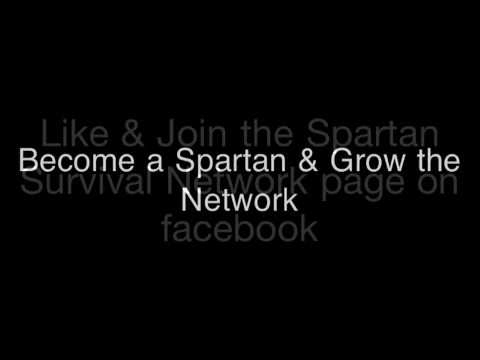 Like & Join the Spartan
Become a Spartan & Grow the
Survival Network page on
Network
facebook